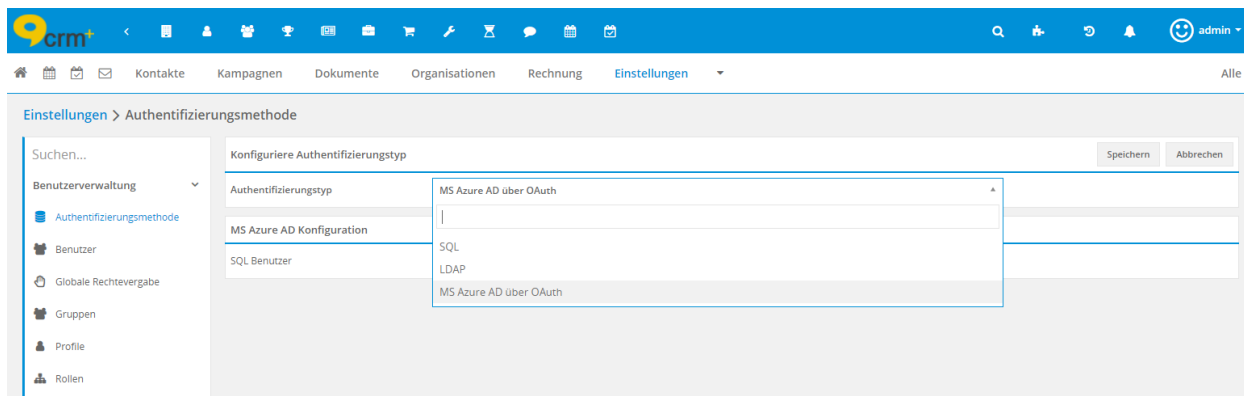 crm+
admin
Kontakte Kampagnen Dokumente Organisationen Rechnung Einstellungen Alle
Einstellungen > Authentifizierungsmethode
Suchen...
Benutzerverwaltung
Authentifizierungsmethode
Benutzer
Globale Rechtevergabe
Gruppen
Profile
Rollen
Konfiguriere Authentifizierungstyp Speichern Abbrechen
Authentifizierungstyp MS Azure AD über OAuth
MS Azure AD Konfiguration
SQL Benutzer
SQL
LDAP
MS Azure AD über OAuth